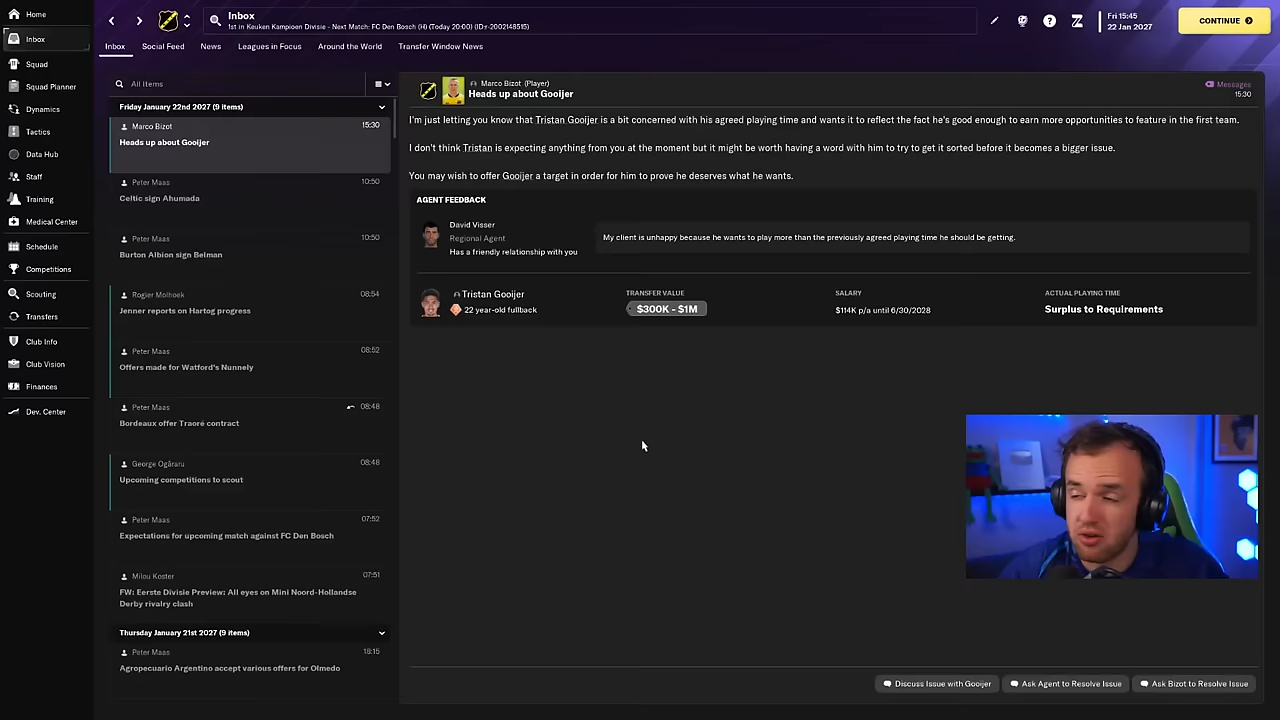 Home
Inbox
Squad
Squad Planner
Dynamics
Tactics
Data Hub
Staff
Training
Medical Center
Schedule
Competitions
Scouting
Transfers
Club Info
Club Vision
Finances
Dev. Center
Inbox
1st in Keuken Kampioen Divisie - Next Match: FC Den Bosch (H) (Today 20:00) (ID:r-2002148515)
Fri 15:45
22 Jan 2027
CONTINUE
Inbox Social Feed News Leagues in Focus Around the World Transfer Window News
All Items
Friday January 22nd 2027 (9 items)
Marco Bizot 15:30
Heads up about Gooijer
Peter Maas 10:50
Celtic sign Ahumada
Peter Maas 10:50
Burton Albion sign Belman
Rogier Molhoek 08:54
Jenner reports on Hartog progress
Peter Maas 08:52
Offers made for Watford's Nunnely
Peter Maas 08:48
Bordeaux offer Traoré contract
George Ogăraru 08:48
Upcoming competitions to scout
Peter Maas 07:52
Expectations for upcoming match against FC Den Bosch
Milou Koster 07:51
FW: Eerste Divisie Preview: All eyes on Mini Noord-Hollandse
Derby rivalry clash
Thursday January 21st 2027 (9 items)
Peter Maas 18:15
Agropecuario Argentino accept various offers for Olmedo
Marco Bizot (Player)
Heads up about Gooijer
Messages
15:30
I'm just letting you know that Tristan Gooijer is a bit concerned with his agreed playing time and wants it to reflect the fact he's good enough to earn more opportunities to feature in the first team.
I don't think Tristan is expecting anything from you at the moment but it might be worth having a word with him to try to get it sorted before it becomes a bigger issue.
You may wish to offer Gooijer a target in order for him to prove he deserves what he wants.
AGENT FEEDBACK
David Visser
Regional Agent
Has a friendly relationship with you
My client is unhappy because he wants to play more than the previously agreed playing time he should be getting.
Tristan Gooijer
22 year-old fullback
TRANSFER VALUE
$300K - $1M
SALARY
$114K p/a until 6/30/2028
ACTUAL PLAYING TIME
Surplus to Requirements
Discuss Issue with Gooijer
Ask Agent to Resolve Issue
Ask Bizot to Resolve Issue